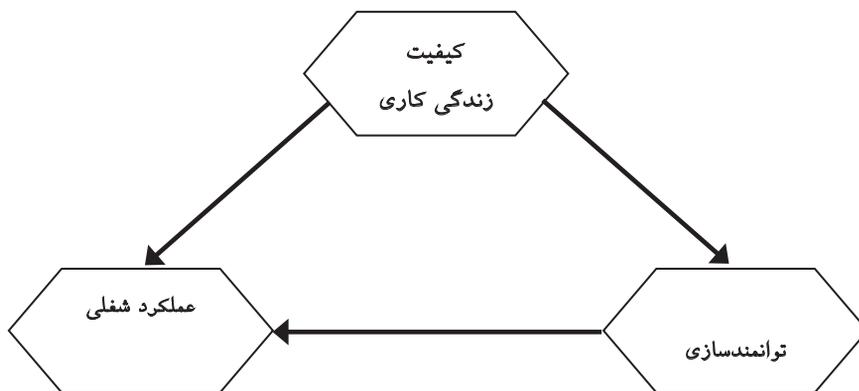 کیفیت
زندگی کاری
عملکرد شغلی
توانمندسازی